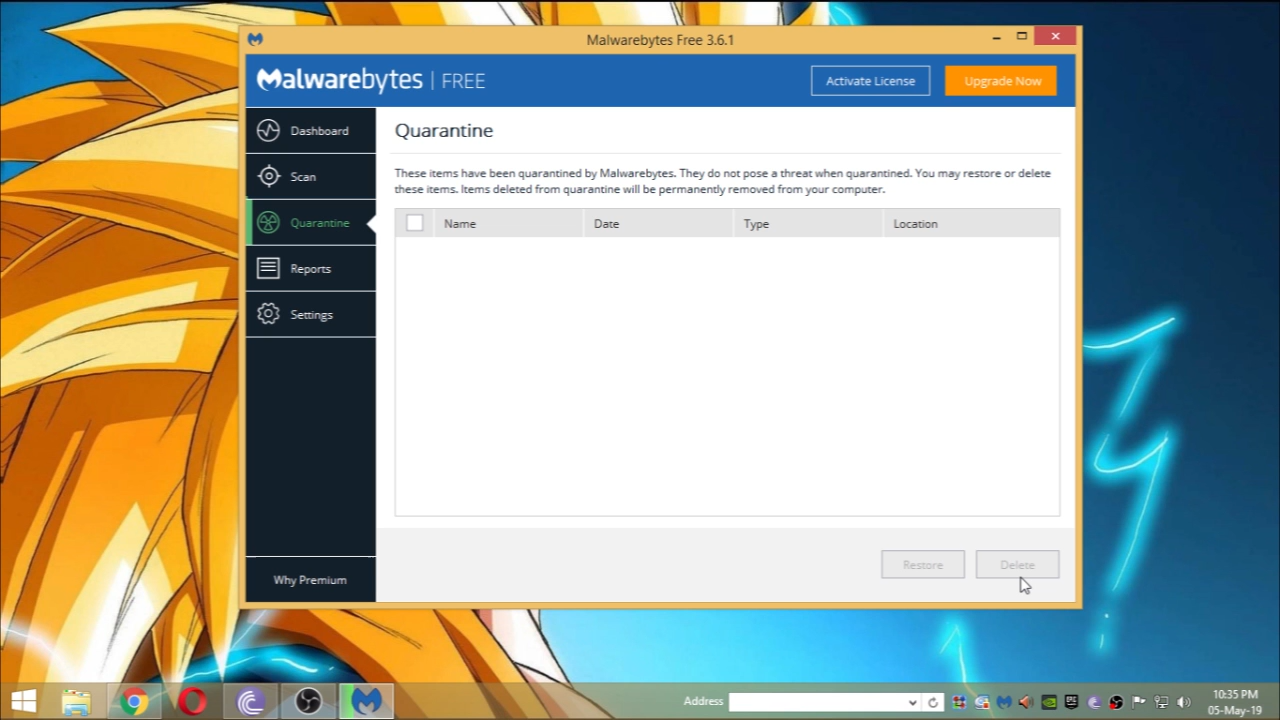 Malwarebytes Free 3.6.1
Malwarebytes | FREE
Activate License
Upgrade Now
Dashboard
Scan
Quarantine
Reports
Settings
Why Premium
Quarantine
These items have been quarantined by Malwarebytes. They do not pose a threat when quarantined. You may restore or delete
these items. Items deleted from quarantine will be permanently removed from your computer.
Name Date Type Location
Restore Delete
Address
10:35 PM
05-May-19